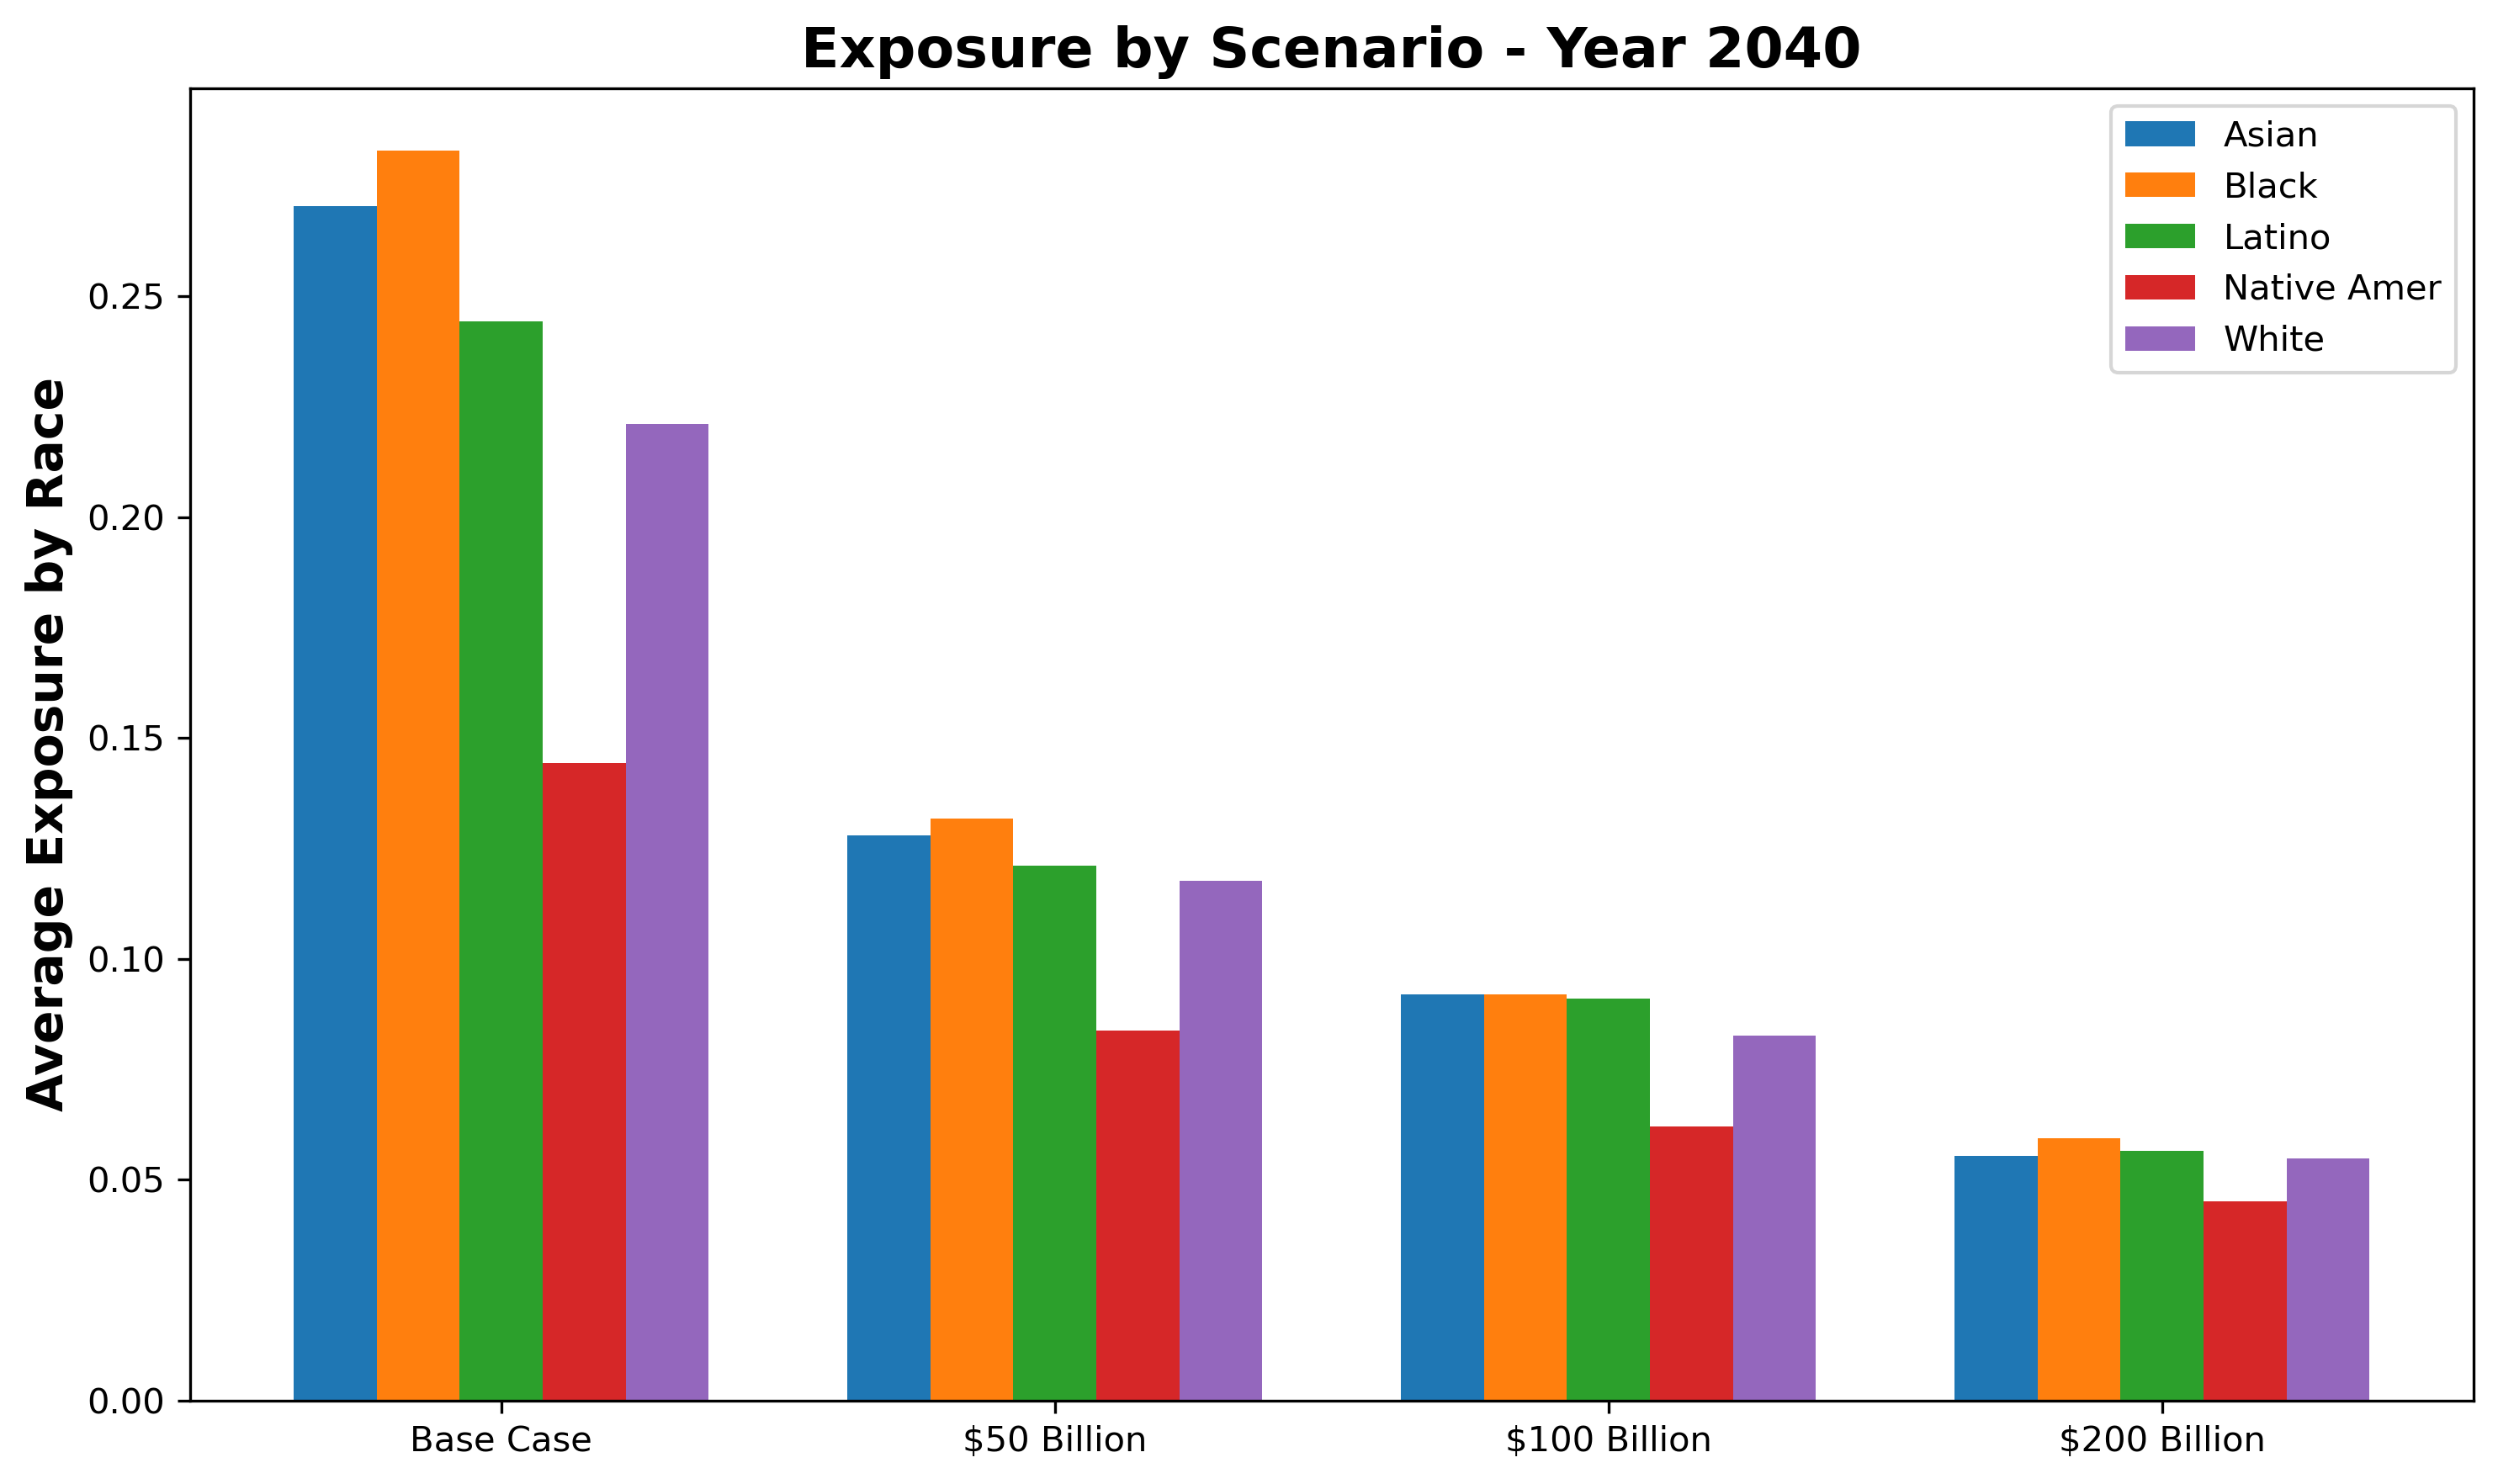 Exposure by Scenario - Year 2040
Average Exposure by Race
0.25
0.20
0.15
0.10
0.05
0.00
Asian
Black
Latino
Native Amer
White
Base Case
$50 Billion
$100 Billion
$200 Billion